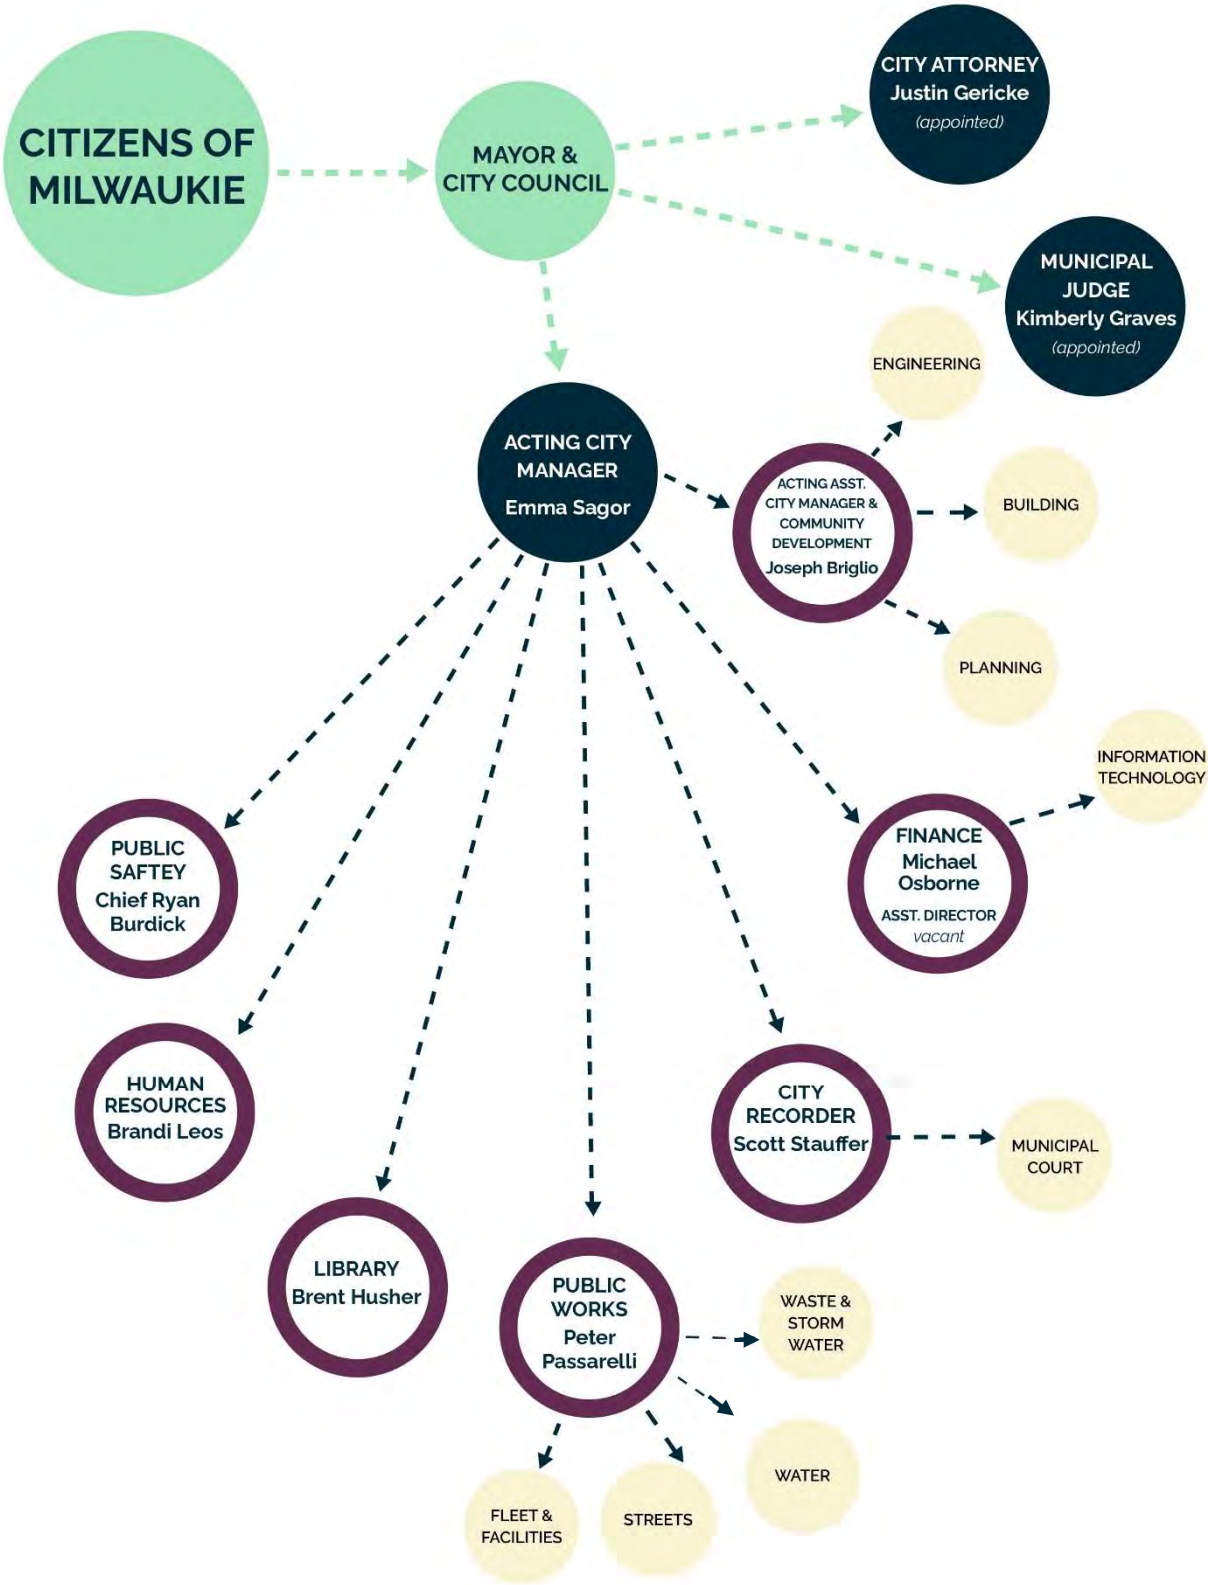 CITIZENS OF
MILWAUKIE
MAYOR &
CITY COUNCIL
CITY ATTORNEY
Justin Gericke
(appointed)
MUNICIPAL
JUDGE
Kimberly Graves
(appointed)
ACTING CITY
MANAGER
Emma Sagor
ACTING ASST.
CITY MANAGER &
COMMUNITY
DEVELOPMENT
Joseph Briglio
ENGINEERING
BUILDING
PLANNING
FINANCE
Michael
Osborne
ASST. DIRECTOR
vacant
INFORMATION
TECHNOLOGY
PUBLIC
SAFTEY
Chief Ryan
Burdick
HUMAN
RESOURCES
Brandi Leos
LIBRARY
Brent Husher
PUBLIC
WORKS
Peter
Passarelli
CITY
RECORDER
Scott Stauffer
MUNICIPAL
COURT
WASTE &
STORM
WATER
WATER
STREETS
FLEET &
FACILITIES